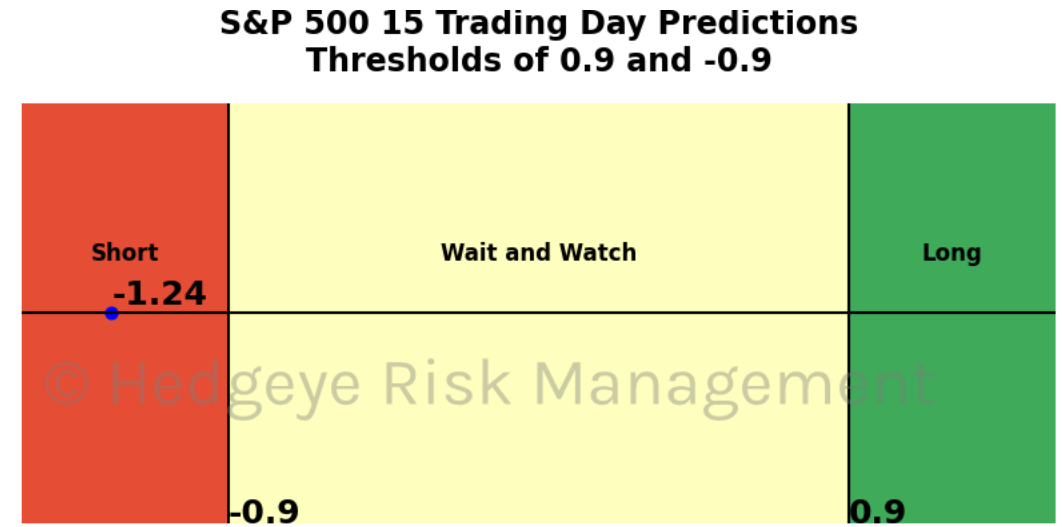 S&P 500 15 Trading Day Predictions
Thresholds of 0.9 and -0.9
Short
Wait and Watch
Long
-1.24
© Hedgeye Risk Management
-0.9
0.9